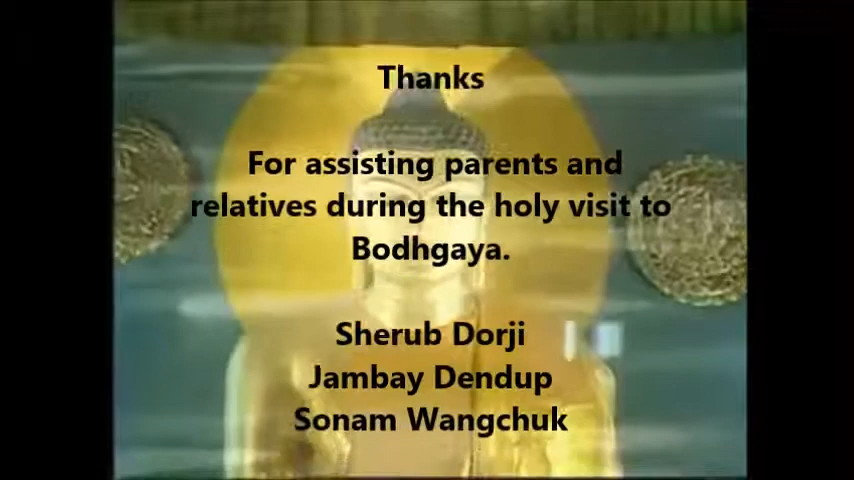 Thanks
For assisting parents and
relatives during the holy visit to
Bodhgaya.
Sherub Dorji
Jambay Dendup
Sonam Wangchuk